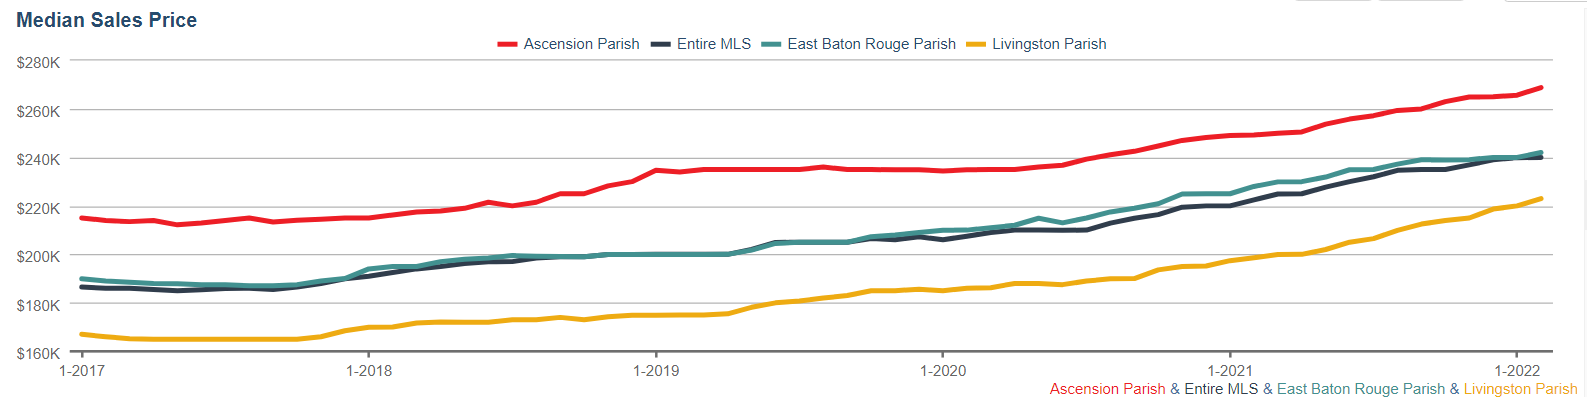 Median Sales Price
Ascension Parish Entire MLS East Baton Rouge Parish Livingston Parish
$280K
$260K
$240K
$220K
$200K
$180K
$160K
1-2017 1-2018 1-2019 1-2020 1-2021 1-2022
Ascension Parish & Entire MLS & East Baton Rouge Parish & Livingston Parish